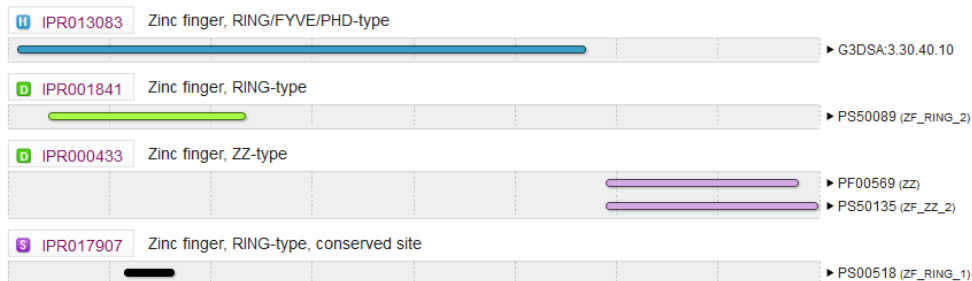 H IPR013083 Zinc finger, RING/FYVE/PHD-type
G3DSA:3.30.40.10
D IPR001841 Zinc finger, RING-type
PS50089 (ZF_RING_2)
D IPR000433 Zinc finger, ZZ-type
PF00569 (ZZ)
PS50135 (ZF_ZZ_2)
S IPR017907 Zinc finger, RING-type, conserved site
PS00518 (ZF_RING_1)